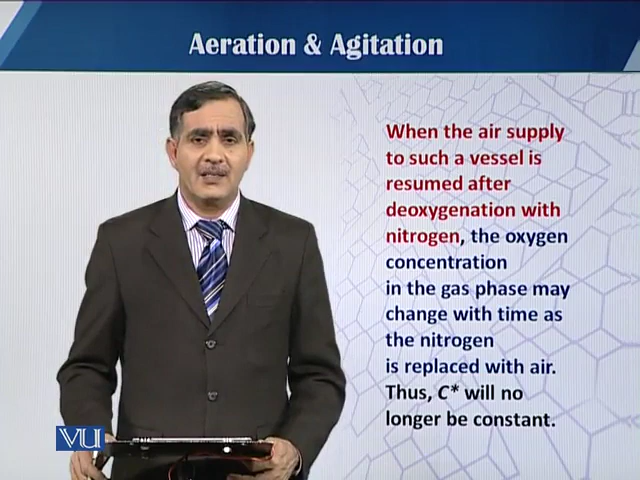 Aeration & Agitation
When the air supply
to such a vessel is
resumed after
deoxygenation with
nitrogen, the oxygen
concentration
in the gas phase may
change with time as
the nitrogen
is replaced with air.
Thus, C* will no
longer be constant.
VU